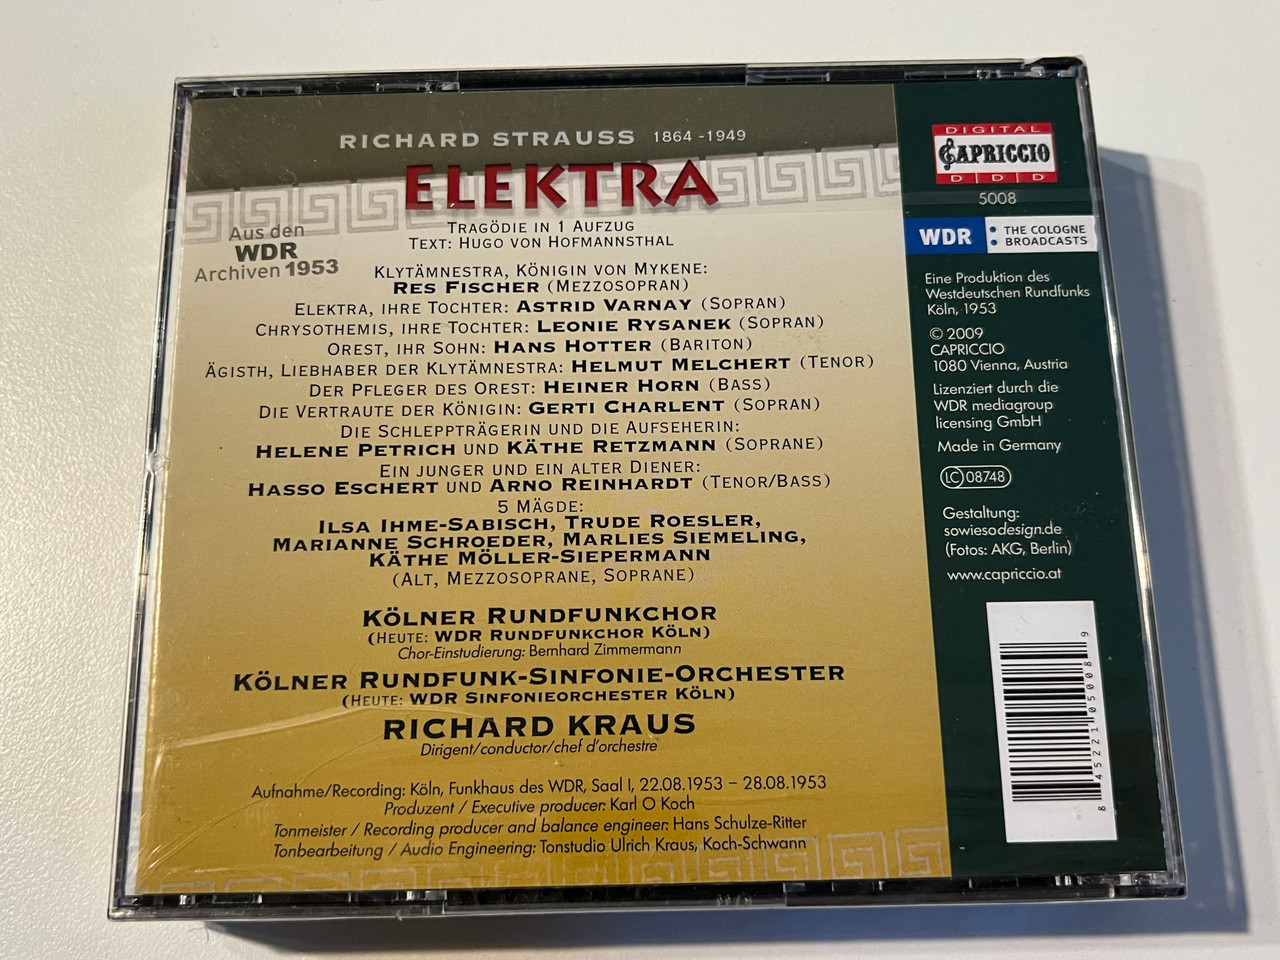 RICHARD STRAUSS 1864 -1949
ELEKTRA
Aus den
WDR
Archiven 1953
TRAGÖDIE IN 1 AUFZUG
TEXT: HUGO VON HOFMANNSTHAL
KLYTÄMNESTRA, KÖNIGIN VON MYKENE:
RES FISCHER (MEZZOSOPRAN)
ELEKTRA, IHRE TOCHTER: ASTRID VARNAY (SOPRAN)
CHRYSOTHEMIS, IHRE TOCHTER: LEONIE RYSANEK (SOPRAN)
OREST, IHR SOHN: HANS HOTTER (BARITON)
ÄGISTH, LIEBHABER DER KLYTÄMNESTRA: HELMUT MELCHERT (TENOR)
DER PFLEGER DES OREST: HEINER HORN (BASS)
DIE VERTRAUTE DER KÖNIGIN: GERTI CHARLENT (SOPRAN)
DIE SCHLEPPTRÄGERIN UND DIE AUFSEHERIN:
HELENE PETRICH UND KÄTHE RETZMANN (SOPRANE)
EIN JUNGER UND EIN ALTER DIENER:
HASSO ESCHERT UND ARNO REINHARDT (TENOR/BASS)
5 MÄGDE:
ILSA IHME-SABISCH, TRUDE ROESLER,
MARIANNE SCHROEDER, MARLIES SIEMELING,
KÄTHE MÖLLER-SIEPERMANN
(ALT, MEZZOSOPRANE, SOPRANE)
KÖLNER RUNDFUNKCHOR
(HEUTE: WDR RUNDFUNKCHOR KÖLN)
Chor-Einstudierung: Bernhard Zimmermann
KÖLNER RUNDFUNK-SINFONIE-ORCHESTER
(HEUTE: WDR SINFONIEORCHESTER KÖLN)
RICHARD KRAUS
Dirigent/conductor/chef d'orchestre
Aufnahme/Recording: Köln, Funkhaus des WDR, Saal I, 22.08.1953 – 28.08.1953
Produzent / Executive producer: Karl O Koch
Tonmeister / Recording producer and balance engineer: Hans Schulze-Ritter
Tonbearbeitung / Audio Engineering: Tonstudio Ulrich Kraus, Koch-Schwann
DIGITAL
CAPRICCIO
D D D
5008
WDR THE COLOGNE
BROADCASTS
Eine Produktion des
Westdeutschen Rundfunks
Köln, 1953
© 2009
CAPRICCIO
1080 Vienna, Austria
Lizenziert durch die
WDR mediagroup
licensing GmbH
Made in Germany
LC 08748
Gestaltung:
sowiesodesign.de
(Fotos: AKG, Berlin)
www.capriccio.at
8 45221 05008 9